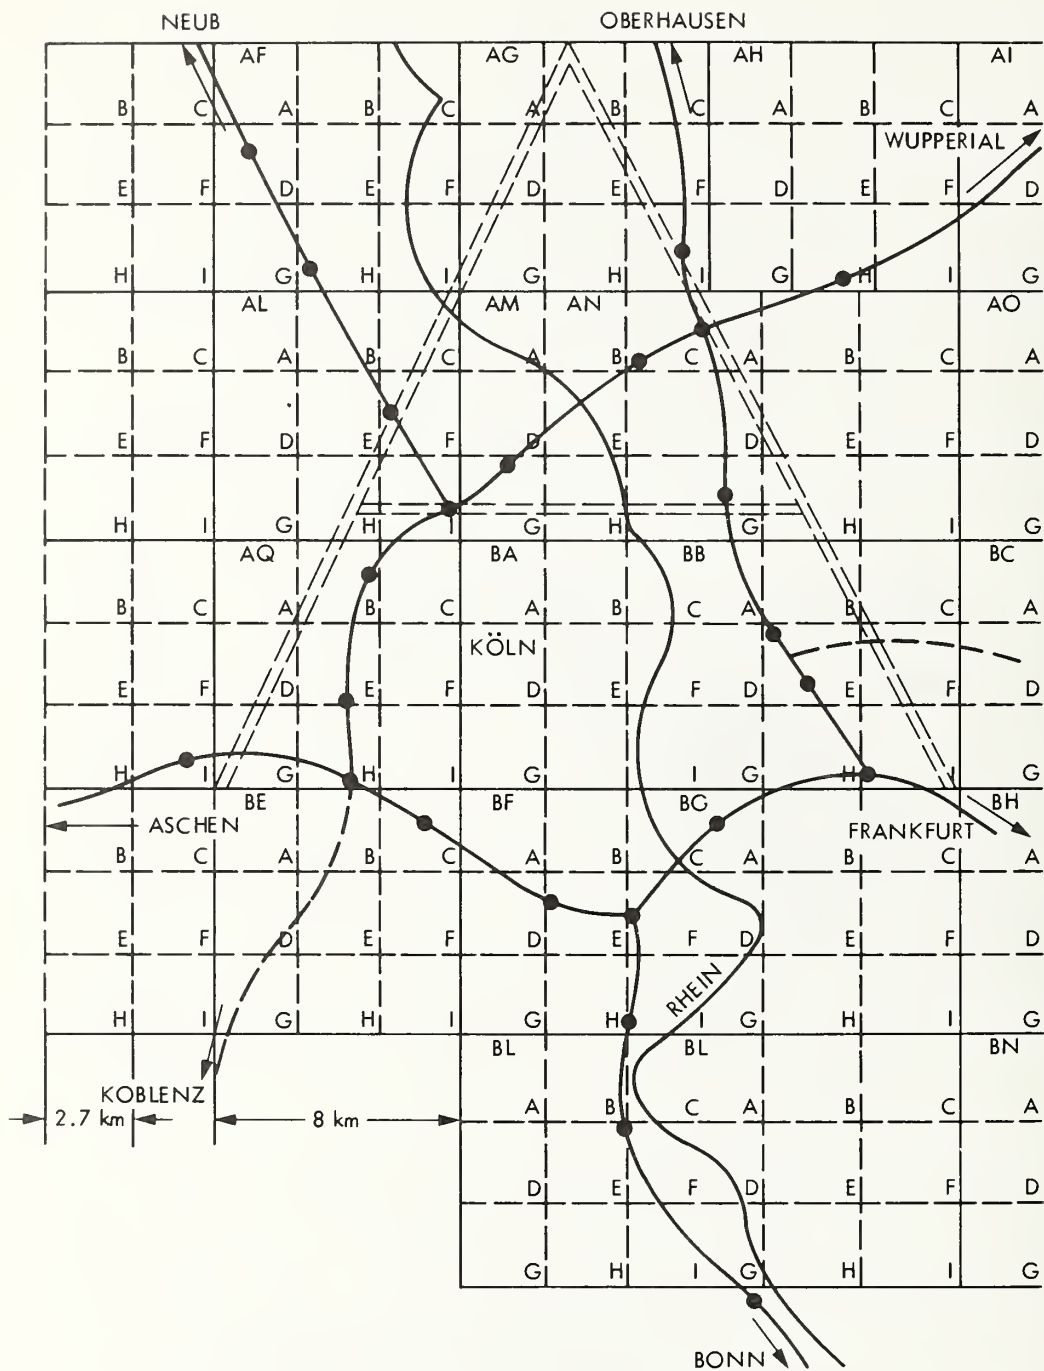 NEUB OBERHAUSEN
AF AG AH AI
B C A B C A B C A B C A
WUPPERIAL
E F D E F D E F D E F D
H I G H I G H I G H I G
AL AM AN AO
B C A B C A B C A B C A
E F D E F D E D E F D
H I G H I G H G H I G
AQ BA BB BC
B C A B C A B C A B C A
KÖLN
E F D E F D E F D E F D
H I G H I G I G H I G
BE BF BG BH
ASCHEN FRANKFURT
B C A B C A B C A B C A
E F D E F D E F D E F D
RHEIN
H I G H I G H I G H I G
BL BL BN
KOBLENZ
2.7 km 8 km
A B C A B C A
D E F D E F D
G H I G H I G
BONN